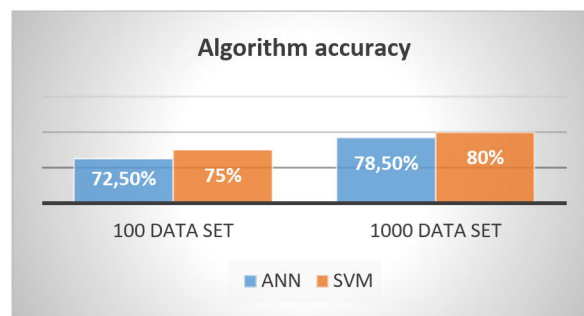 Algorithm accuracy
72,50% 75% 78,50% 80%
100 DATA SET 1000 DATA SET
ANN SVM